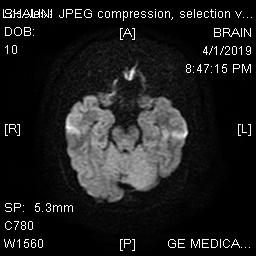 SHAUNI JPEG compression, selection v...
DOB:
[A]
BRAIN
10
4/1/2019
8:47:15 PM
[R]
[L]
SP: 5.3mm
C780
W1560
[P]
GE MEDICA...